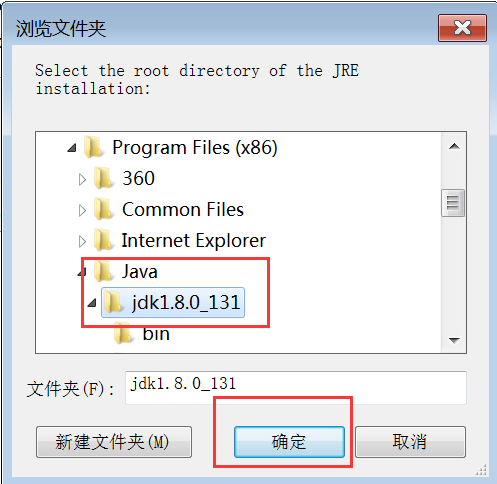 浏览文件夹
Select the root directory of the JRE
installation:
Program Files (x86)
360
Common Files
Internet Explorer
Java
jdk1.8.0_131
bin
文件夹(F): jdk1.8.0_131
新建文件夹(M) 确定 取消